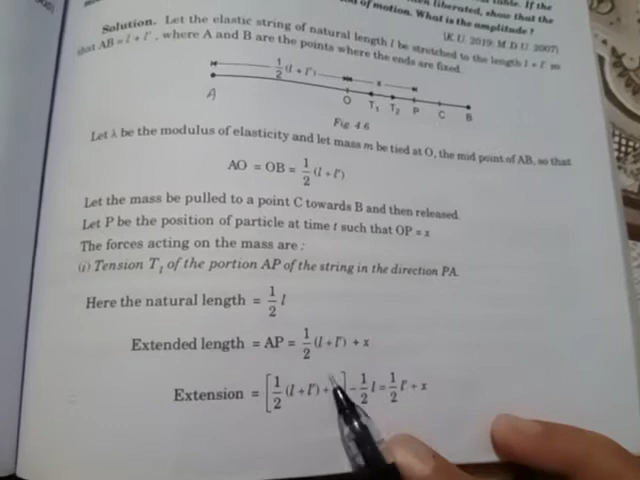 table. If the
then liberated, show that the
of motion. What is the amplitude ?
(K.U. 2019; M.D.U. 2007)
Solution. Let the elastic string of natural length l be stretched to the length l + l' so
that AB = l + l', where A and B are the points where the ends are fixed.
1/2 (l + l') x
A O T₁ T₂ P C B
Fig. 4.6
Let λ be the modulus of elasticity and let mass m be tied at O, the mid point of AB, so that
AO = OB = 1/2 (l + l')
Let the mass be pulled to a point C towards B and then released.
Let P be the position of particle at time t such that OP = x
The forces acting on the mass are :
(i) Tension T₁ of the portion AP of the string in the direction PA.
Here the natural length = 1/2 l
Extended length = AP = 1/2 (l + l') + x
Extension = [1/2 (l + l') + ] − 1/2 l = 1/2 l' + x